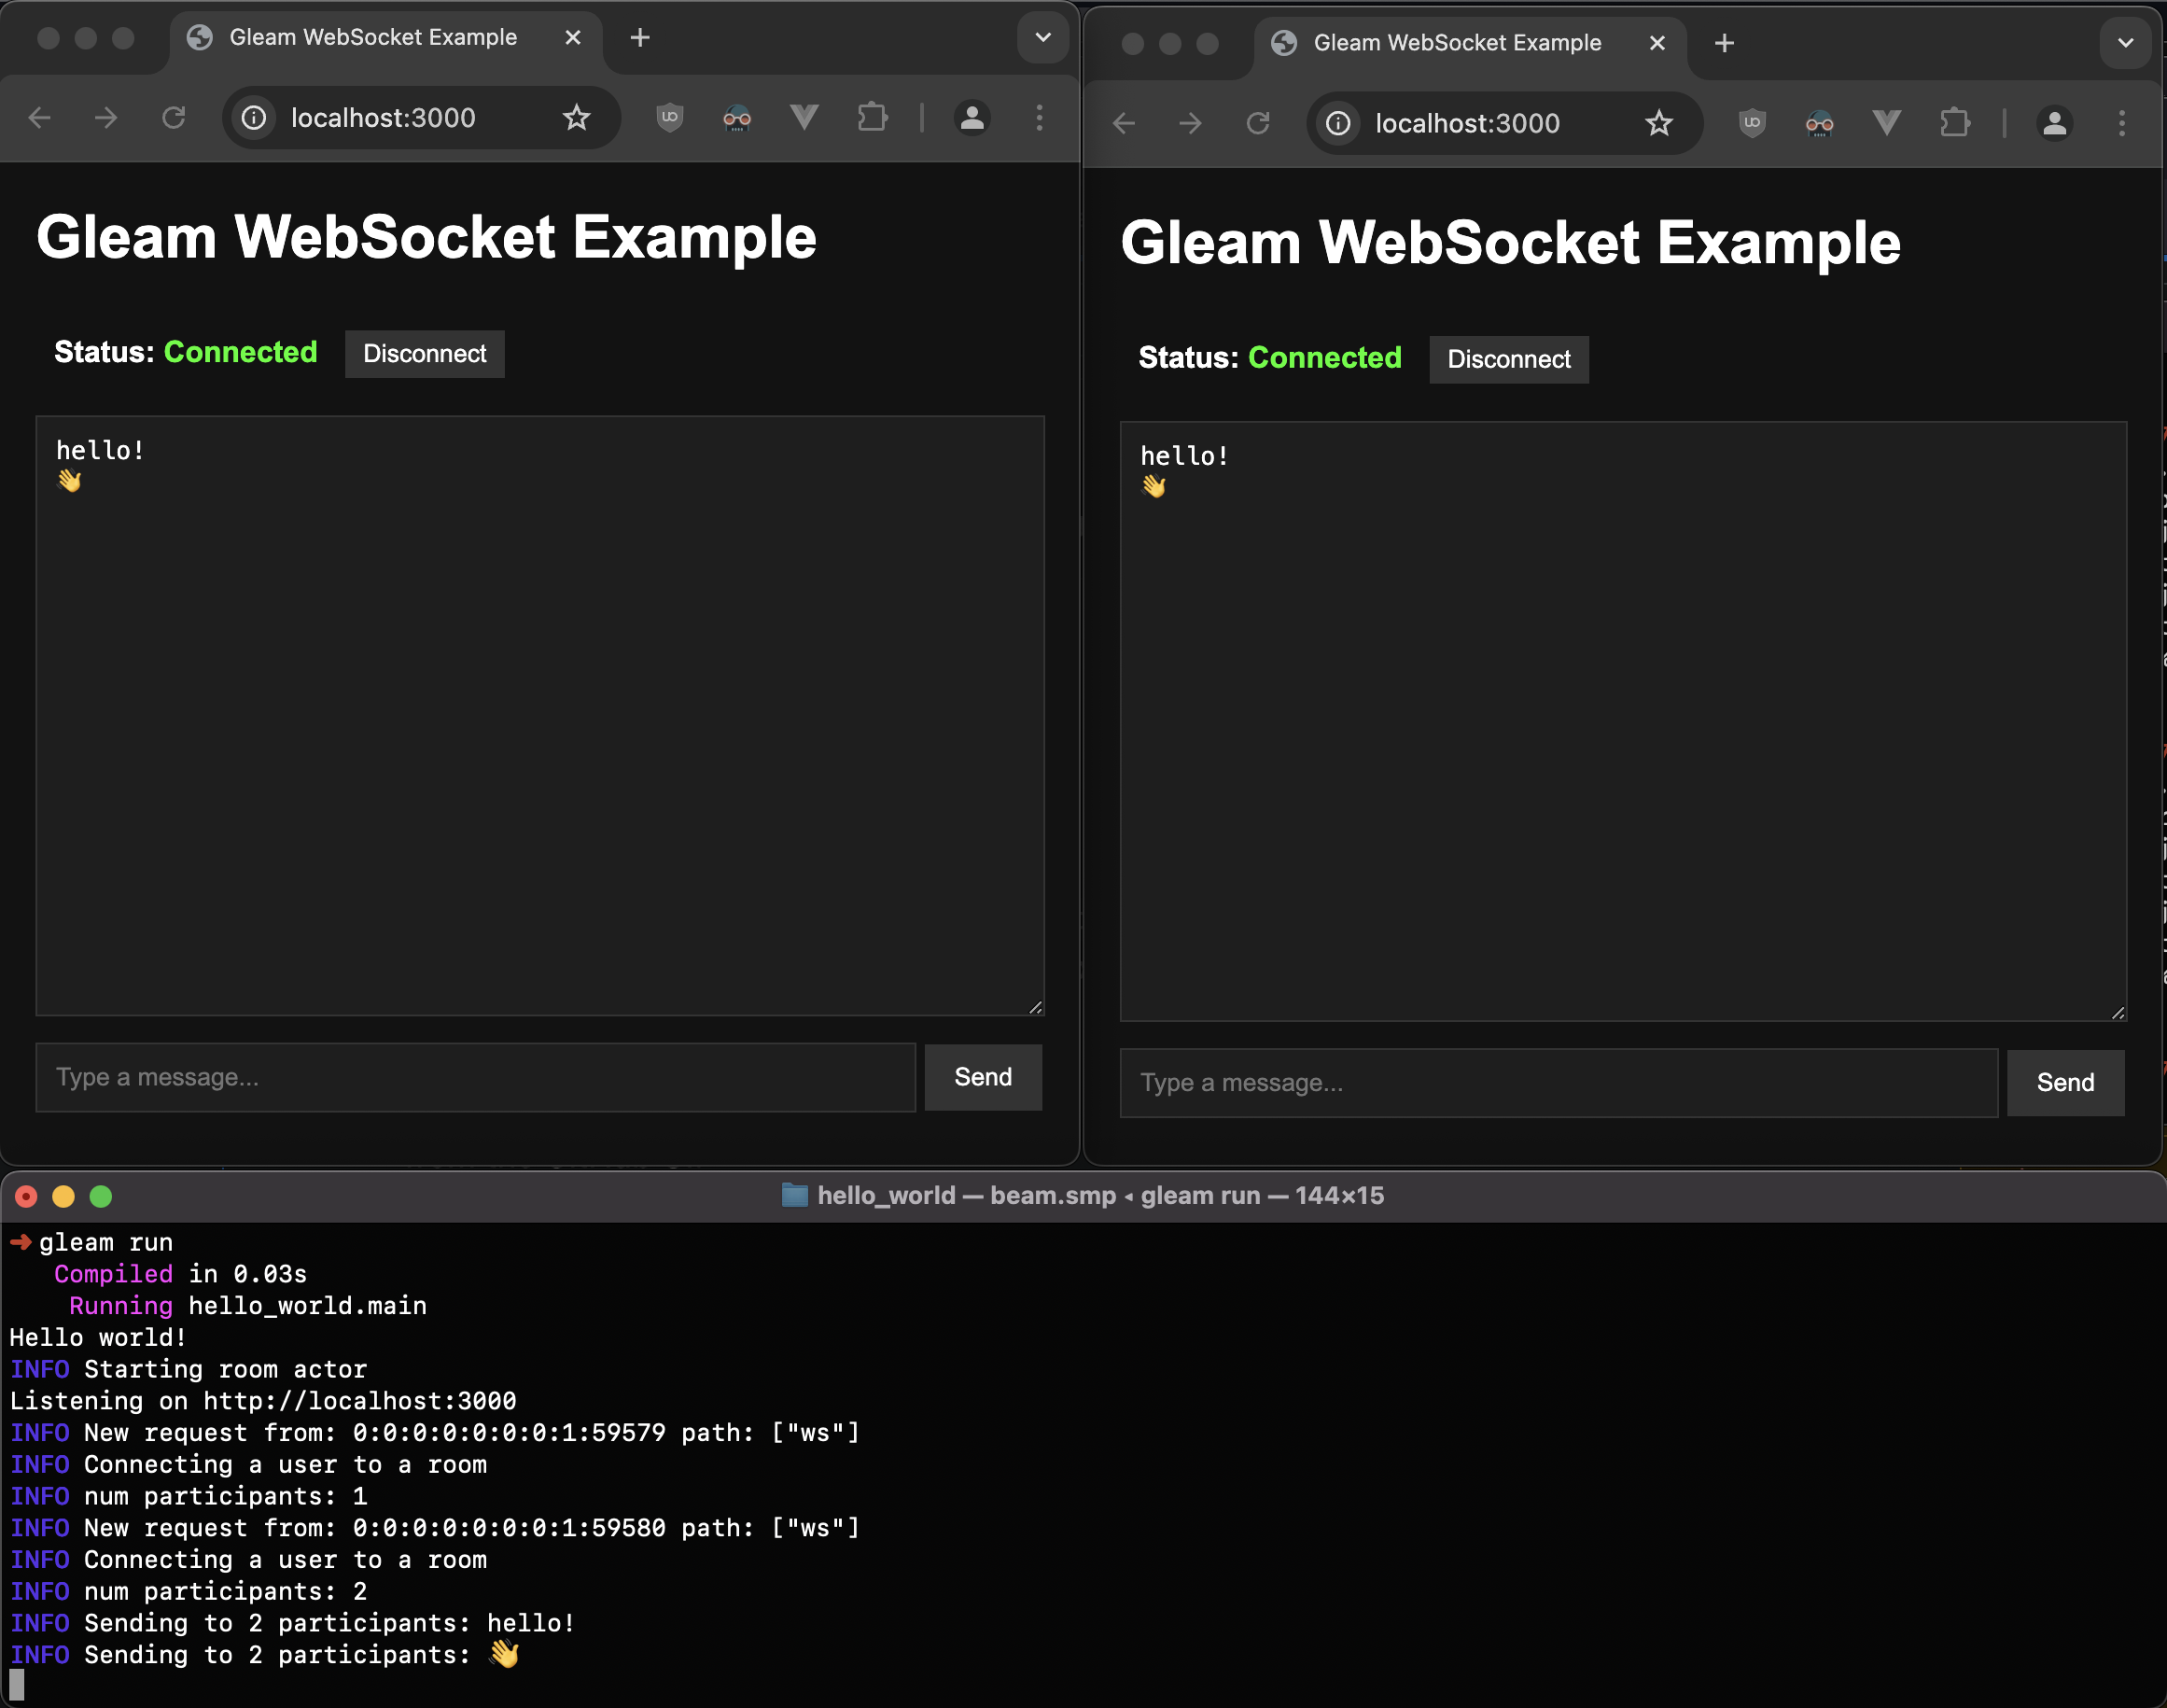 Gleam WebSocket Example
localhost:3000
Gleam WebSocket Example
Status: Connected Disconnect
hello!
👋
Type a message...
Send
Gleam WebSocket Example
localhost:3000
Gleam WebSocket Example
Status: Connected Disconnect
hello!
👋
Type a message...
Send
hello_world — beam.smp ◂ gleam run — 144×15
➜ gleam run
Compiled in 0.03s
Running hello_world.main
Hello world!
INFO Starting room actor
Listening on http://localhost:3000
INFO New request from: 0:0:0:0:0:0:0:1:59579 path: ["ws"]
INFO Connecting a user to a room
INFO num participants: 1
INFO New request from: 0:0:0:0:0:0:0:1:59580 path: ["ws"]
INFO Connecting a user to a room
INFO num participants: 2
INFO Sending to 2 participants: hello!
INFO Sending to 2 participants: 👋